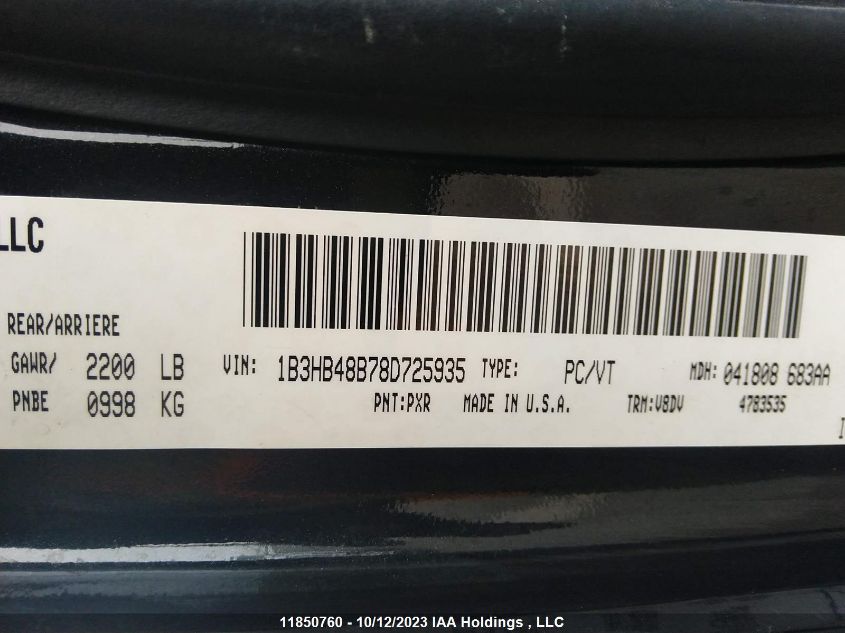 LLC
REAR/ARRIERE
GAWR/ 2200 LB VIN: 1B3HB48B78D725935 TYPE: PC/VT MDH: 041808 683AA
PNBE 0998 KG PNT:PXR MADE IN U.S.A. TRM:V8DV 4783535
11850760 - 10/12/2023 IAA Holdings , LLC